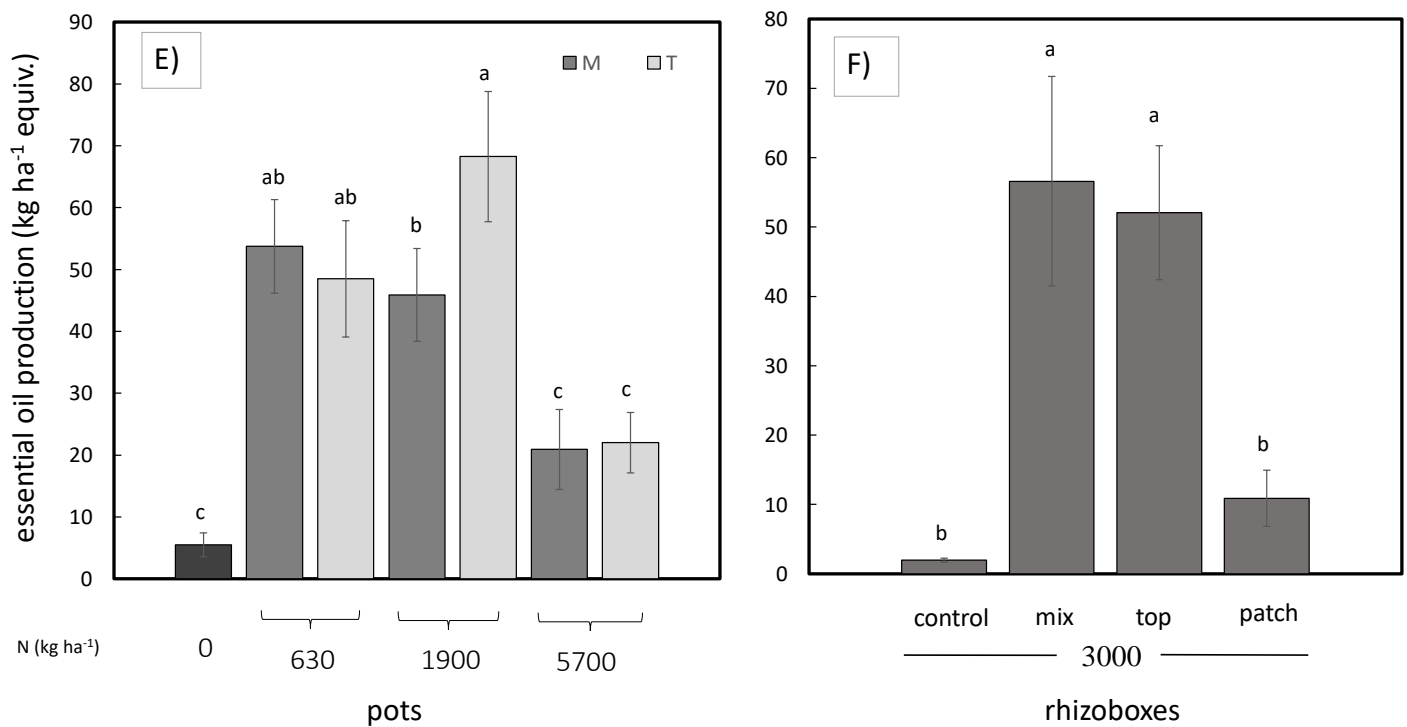 essential oil production (kg ha⁻¹ equiv.)
90
80
70
60
50
40
30
20
10
0
E)
M T
c
ab
ab
b
a
c
c
N (kg ha⁻¹)
0
630
1900
5700
pots
80
70
60
50
40
30
20
10
0
F)
b
a
a
b
control mix top patch
3000
rhizoboxes